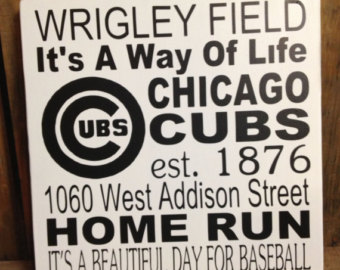 WRIGLEY FIELD
It's A Way Of Life
CUBS
CHICAGO
CUBS
est. 1876
1060 West Addison Street
HOME RUN
IT'S A BEAUTIFUL DAY FOR BASEBALL